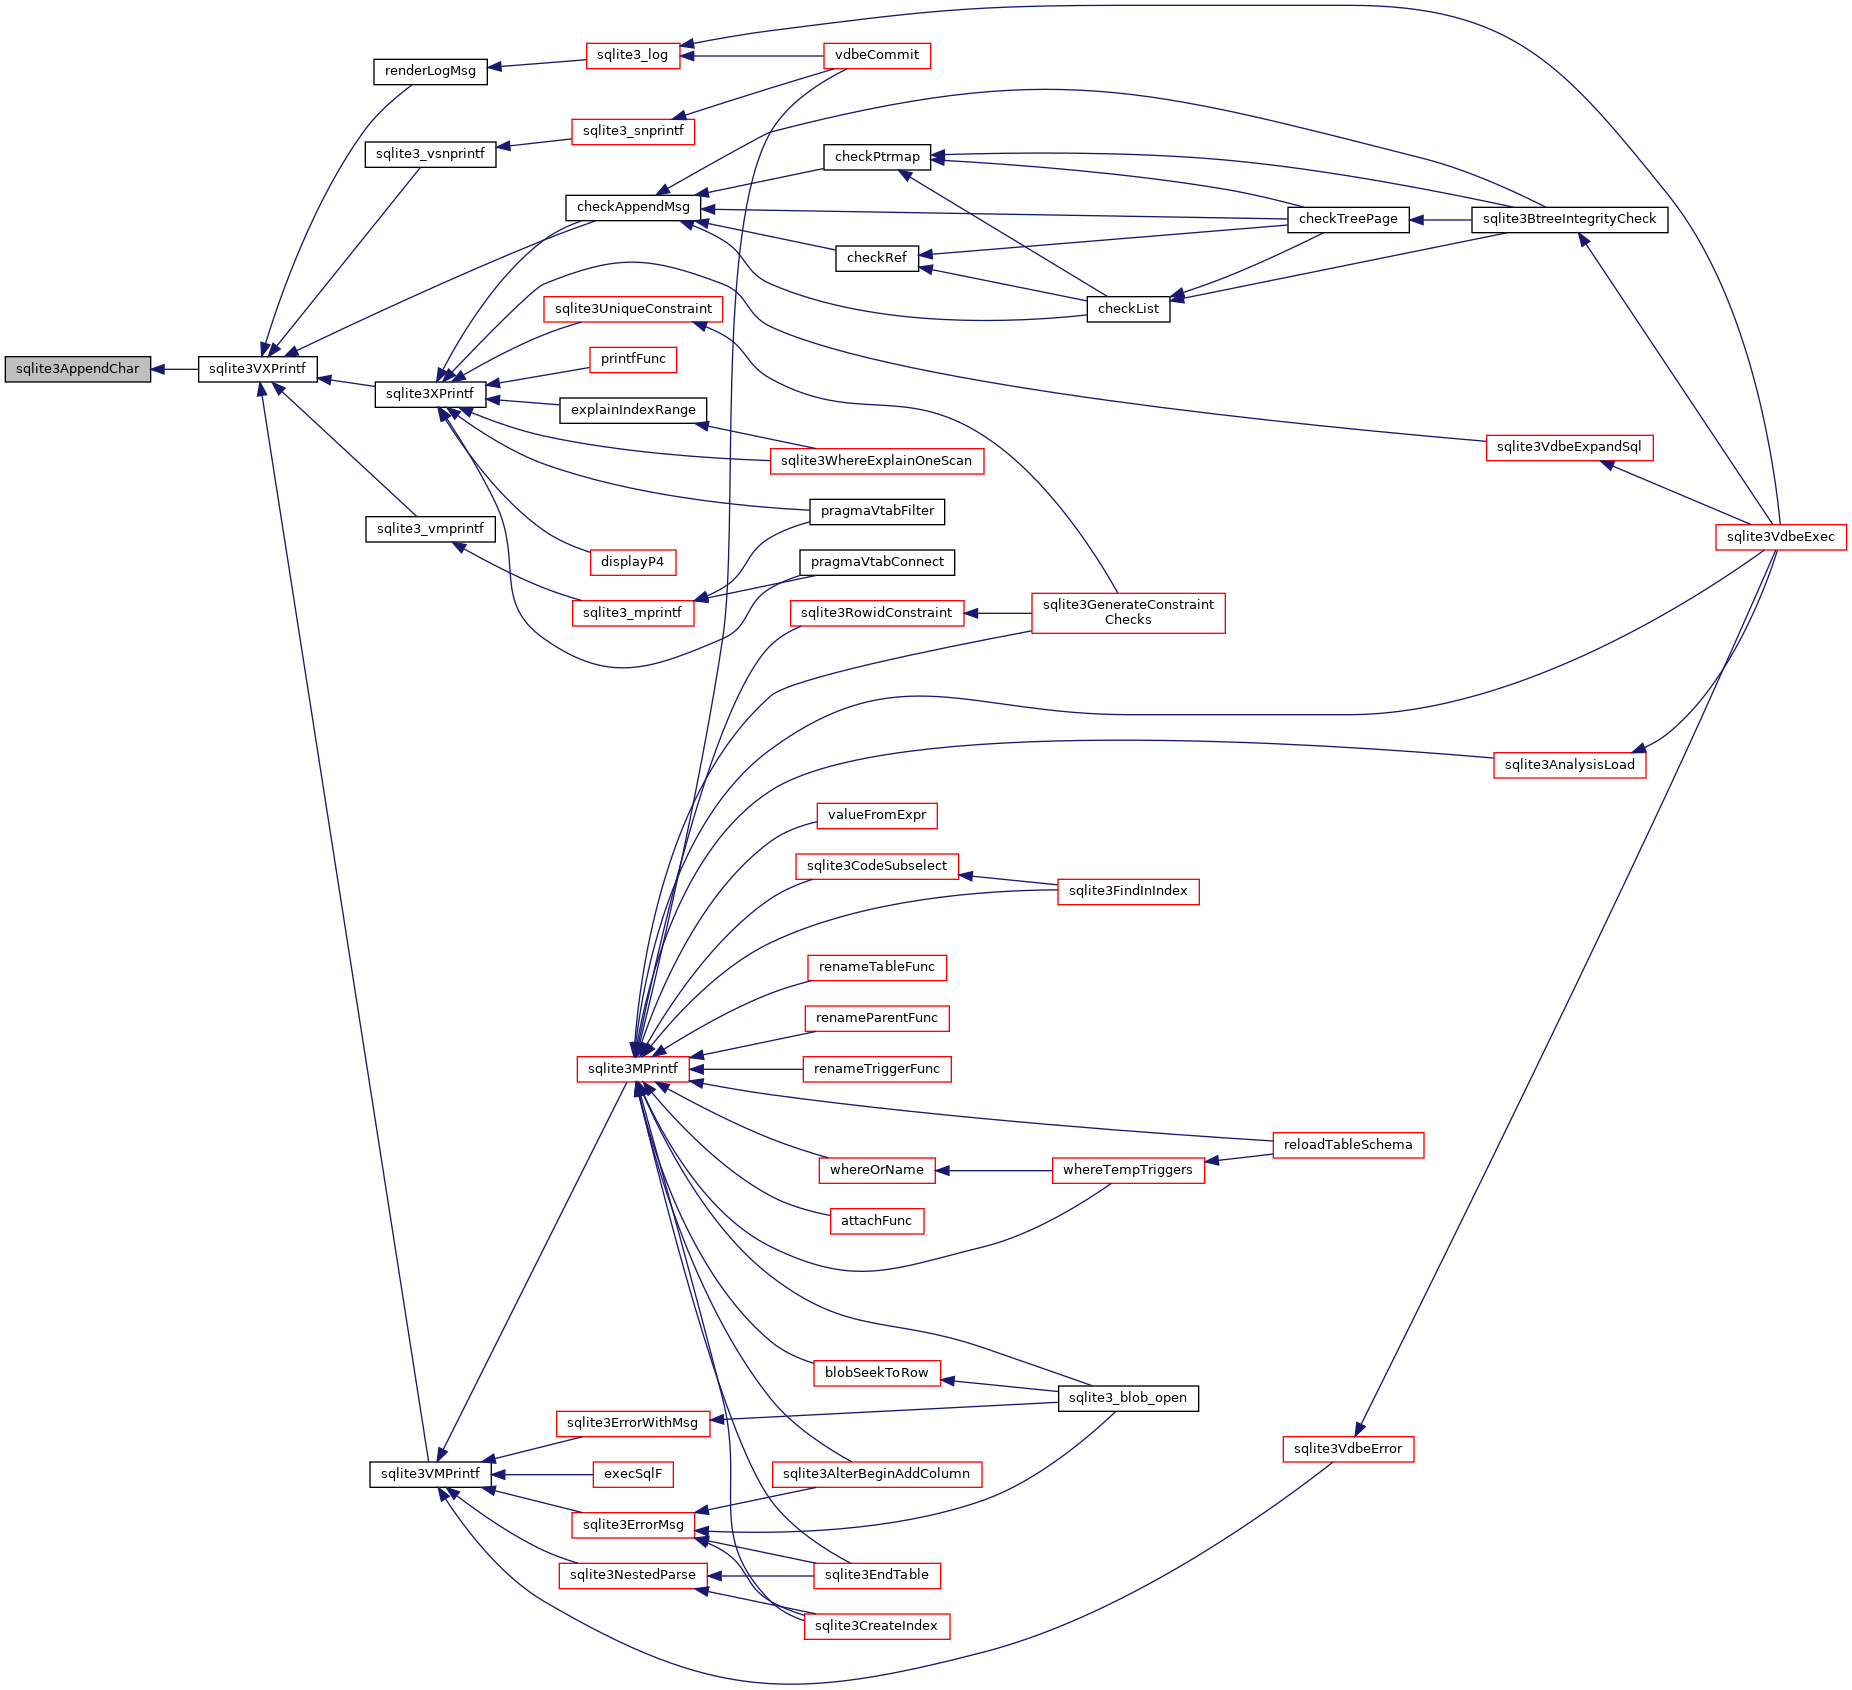 sqlite3_log
vdbeCommit
renderLogMsg
sqlite3_snprintf
sqlite3_vsnprintf
checkPtrmap
checkAppendMsg
checkTreePage
sqlite3BtreeIntegrityCheck
checkRef
checkList
sqlite3UniqueConstraint
printfFunc
sqlite3AppendChar
sqlite3VXPrintf
sqlite3XPrintf
explainIndexRange
sqlite3VdbeExpandSql
sqlite3WhereExplainOneScan
pragmaVtabFilter
sqlite3_vmprintf
sqlite3VdbeExec
displayP4
pragmaVtabConnect
sqlite3_mprintf
sqlite3RowidConstraint
sqlite3GenerateConstraint
Checks
sqlite3AnalysisLoad
valueFromExpr
sqlite3CodeSubselect
sqlite3FindInIndex
renameTableFunc
renameParentFunc
sqlite3MPrintf
renameTriggerFunc
reloadTableSchema
whereOrName
whereTempTriggers
attachFunc
blobSeekToRow
sqlite3_blob_open
sqlite3ErrorWithMsg
sqlite3VdbeError
sqlite3VMPrintf
execSqlF
sqlite3AlterBeginAddColumn
sqlite3ErrorMsg
sqlite3NestedParse
sqlite3EndTable
sqlite3CreateIndex